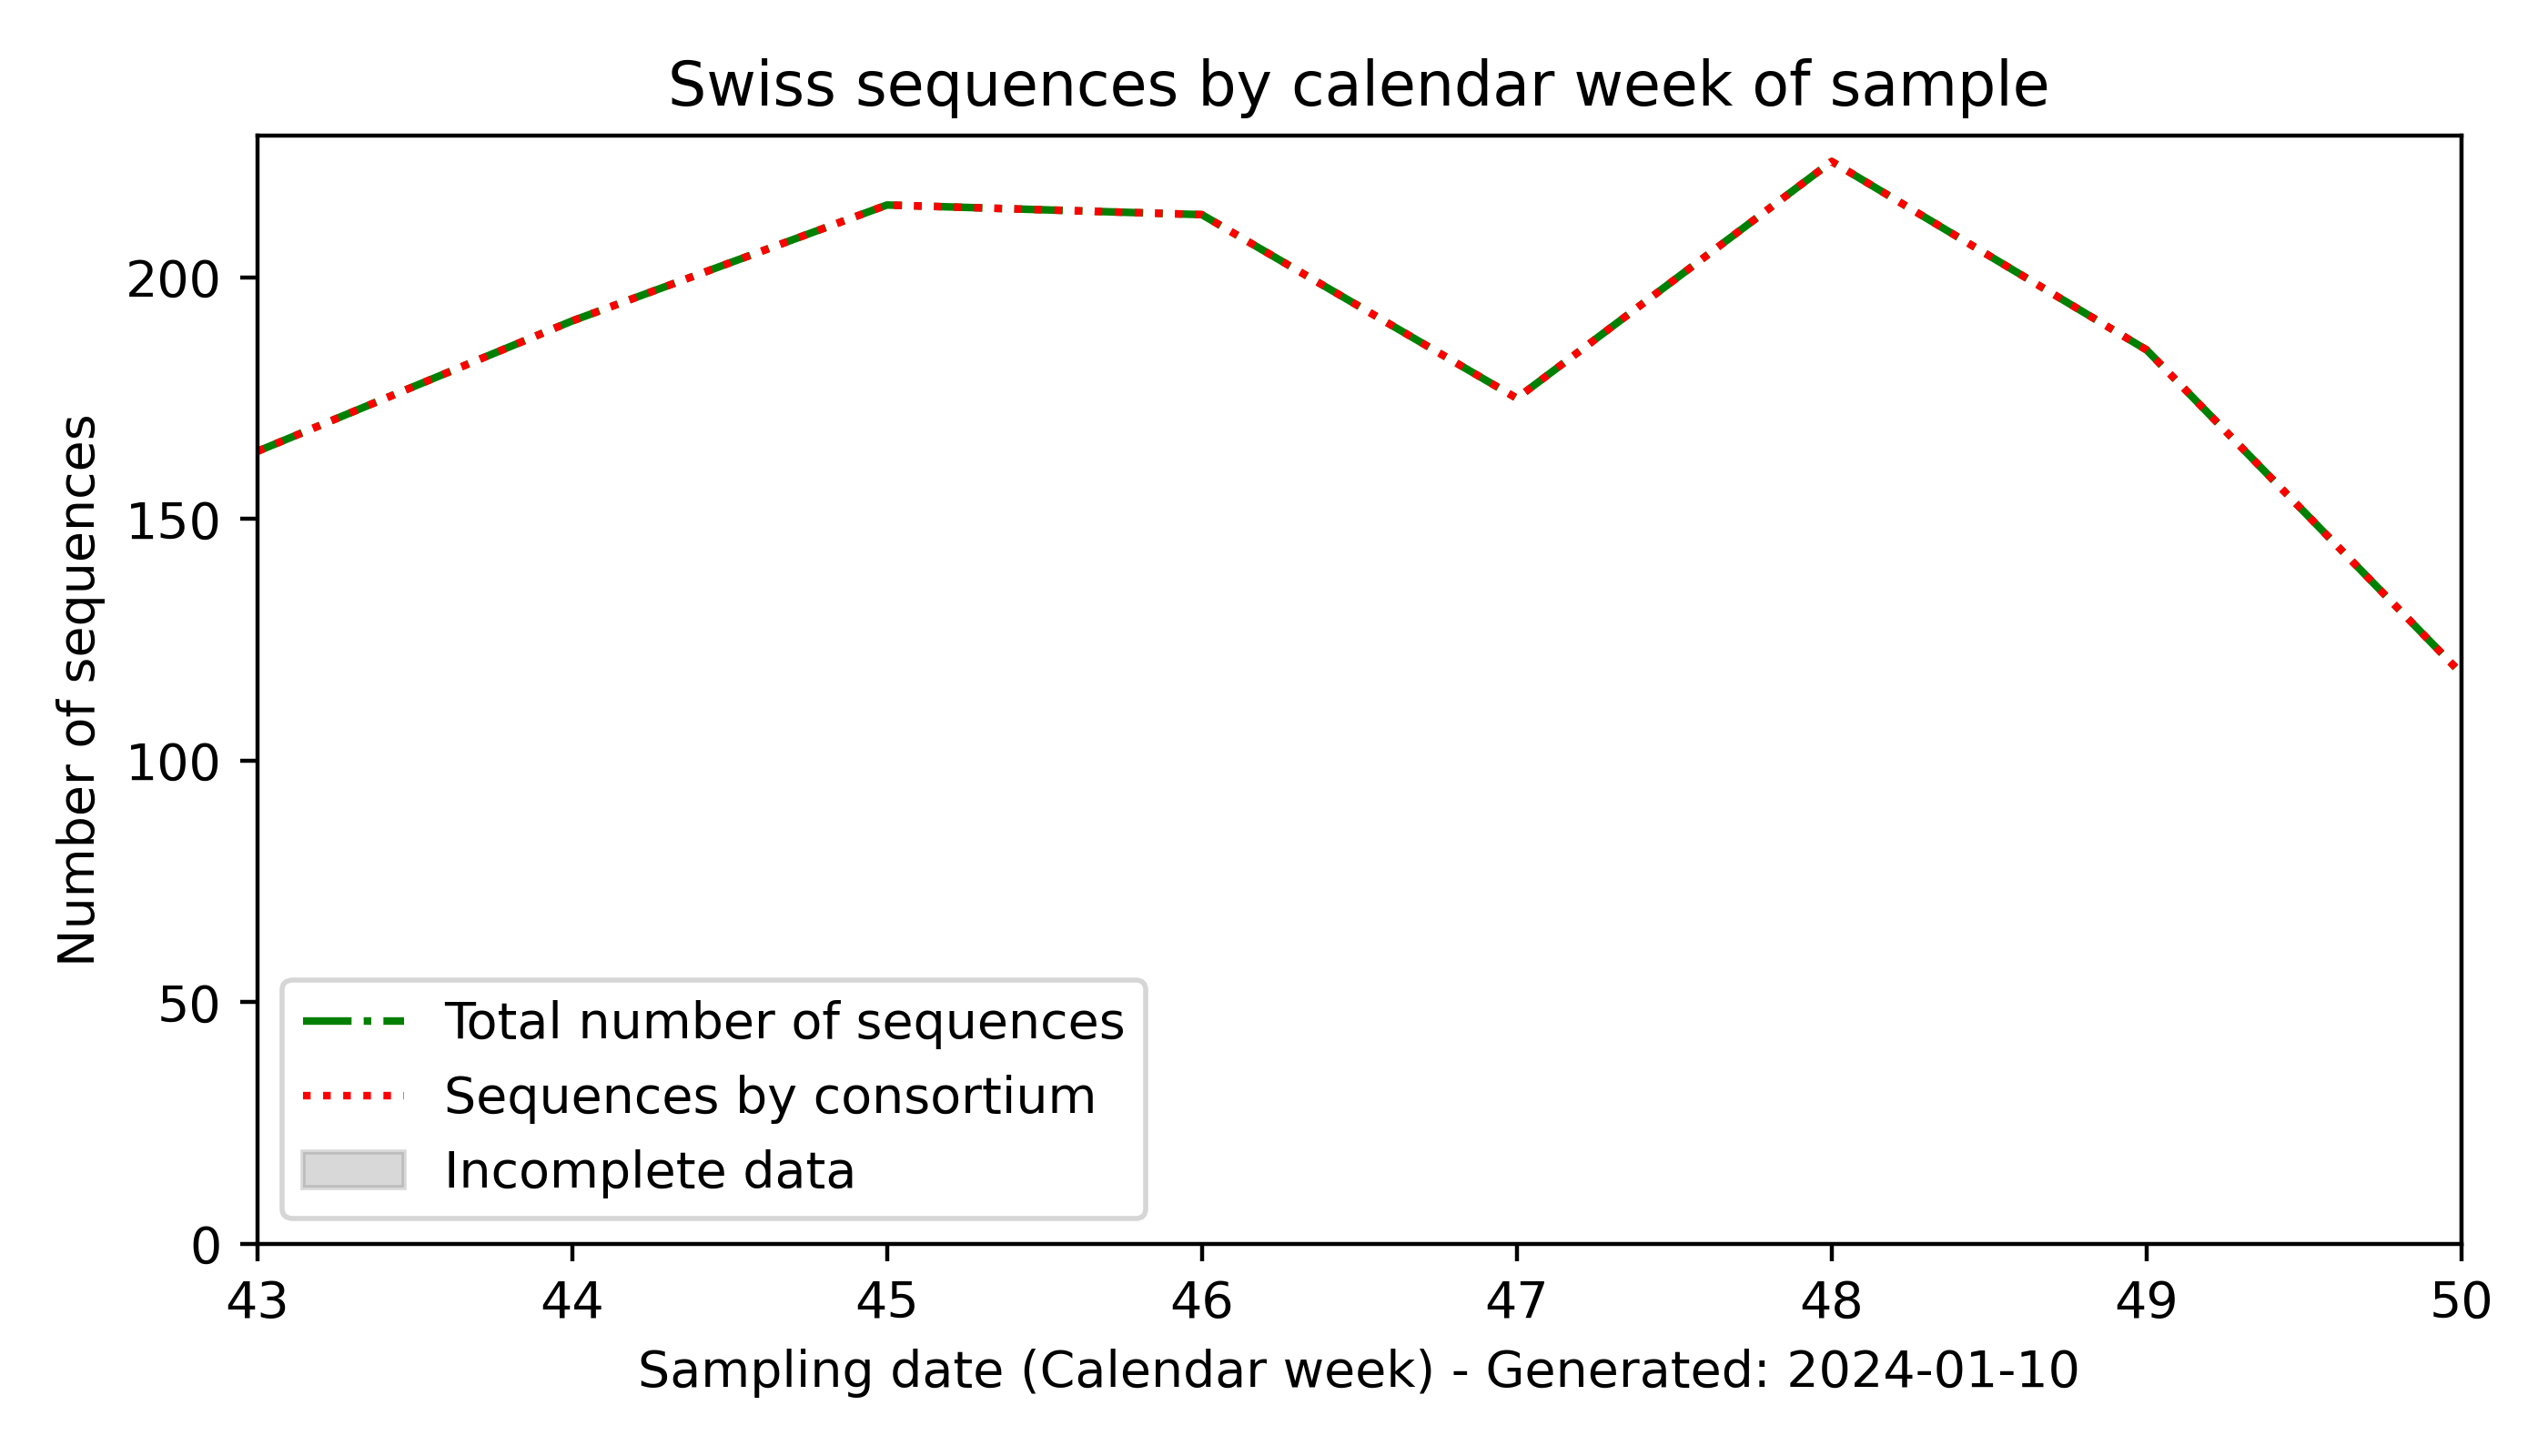 Swiss sequences by calendar week of sample
Number of sequences
200
150
100
50
0
Total number of sequences
Sequences by consortium
Incomplete data
43 44 45 46 47 48 49 50
Sampling date (Calendar week) - Generated: 2024-01-10